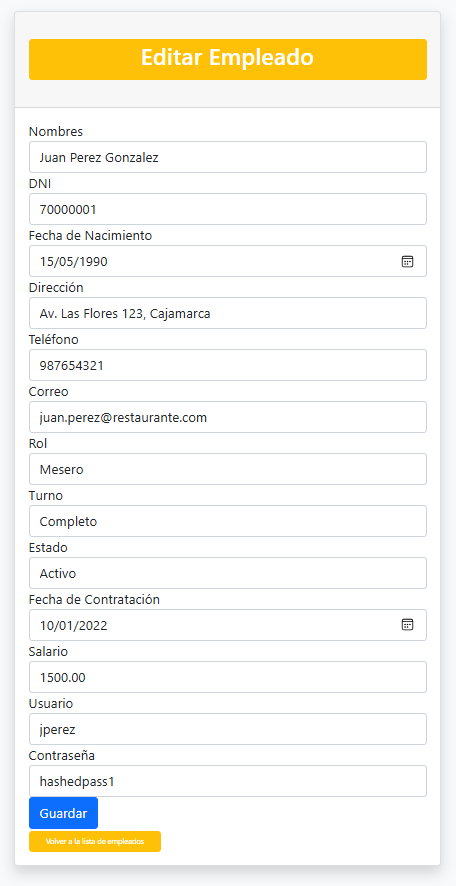 Editar Empleado
Nombres
Juan Perez Gonzalez
DNI
70000001
Fecha de Nacimiento
15/05/1990
Dirección
Av. Las Flores 123, Cajamarca
Teléfono
987654321
Correo
juan.perez@restaurante.com
Rol
Mesero
Turno
Completo
Estado
Activo
Fecha de Contratación
10/01/2022
Salario
1500.00
Usuario
jperez
Contraseña
hashedpass1
Guardar
Volver a la lista de empleados